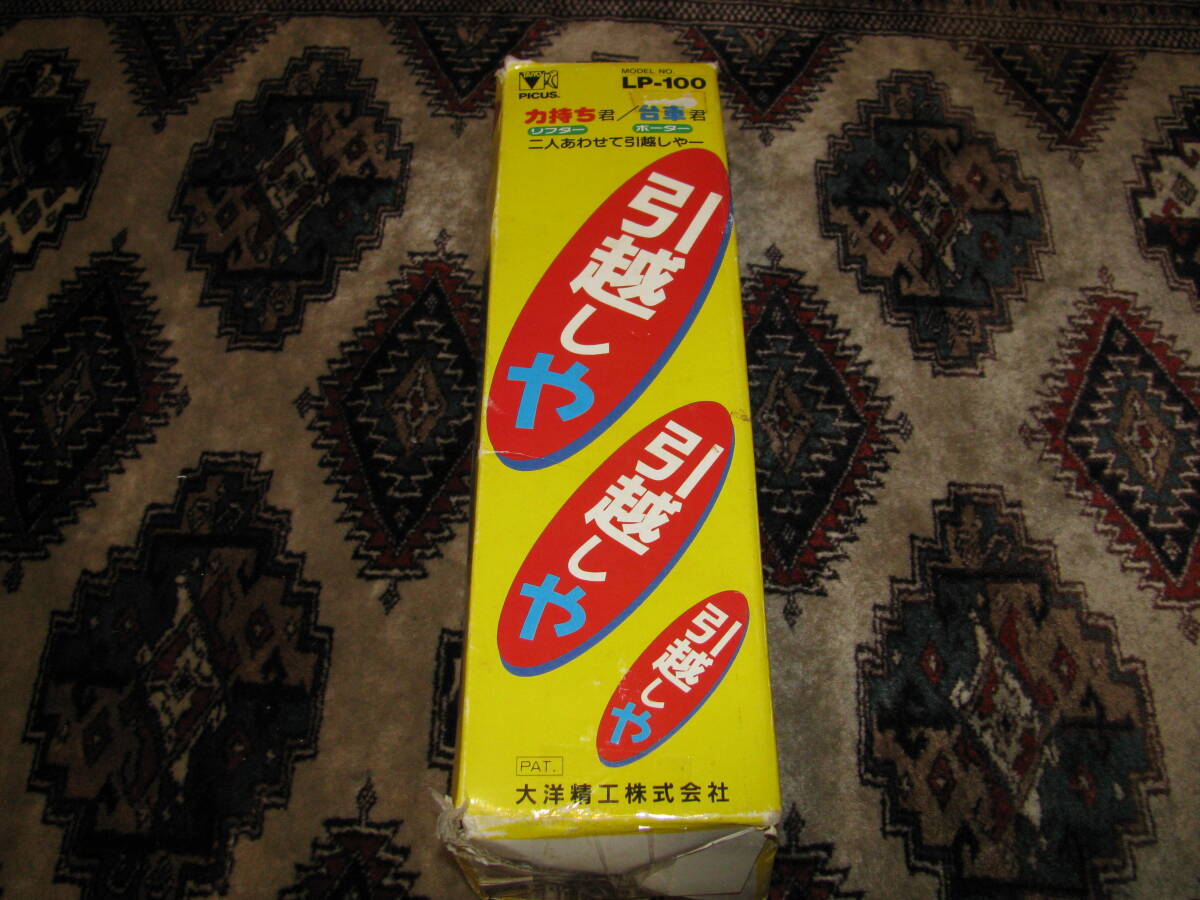 TAIYO
PICUS.
MODEL NO.
LP-100
力持ち君／台車君
リフター ポーター
二人あわせて引越しやー
引越しや
引越しや
引越しや
PAT.
大洋精工株式会社